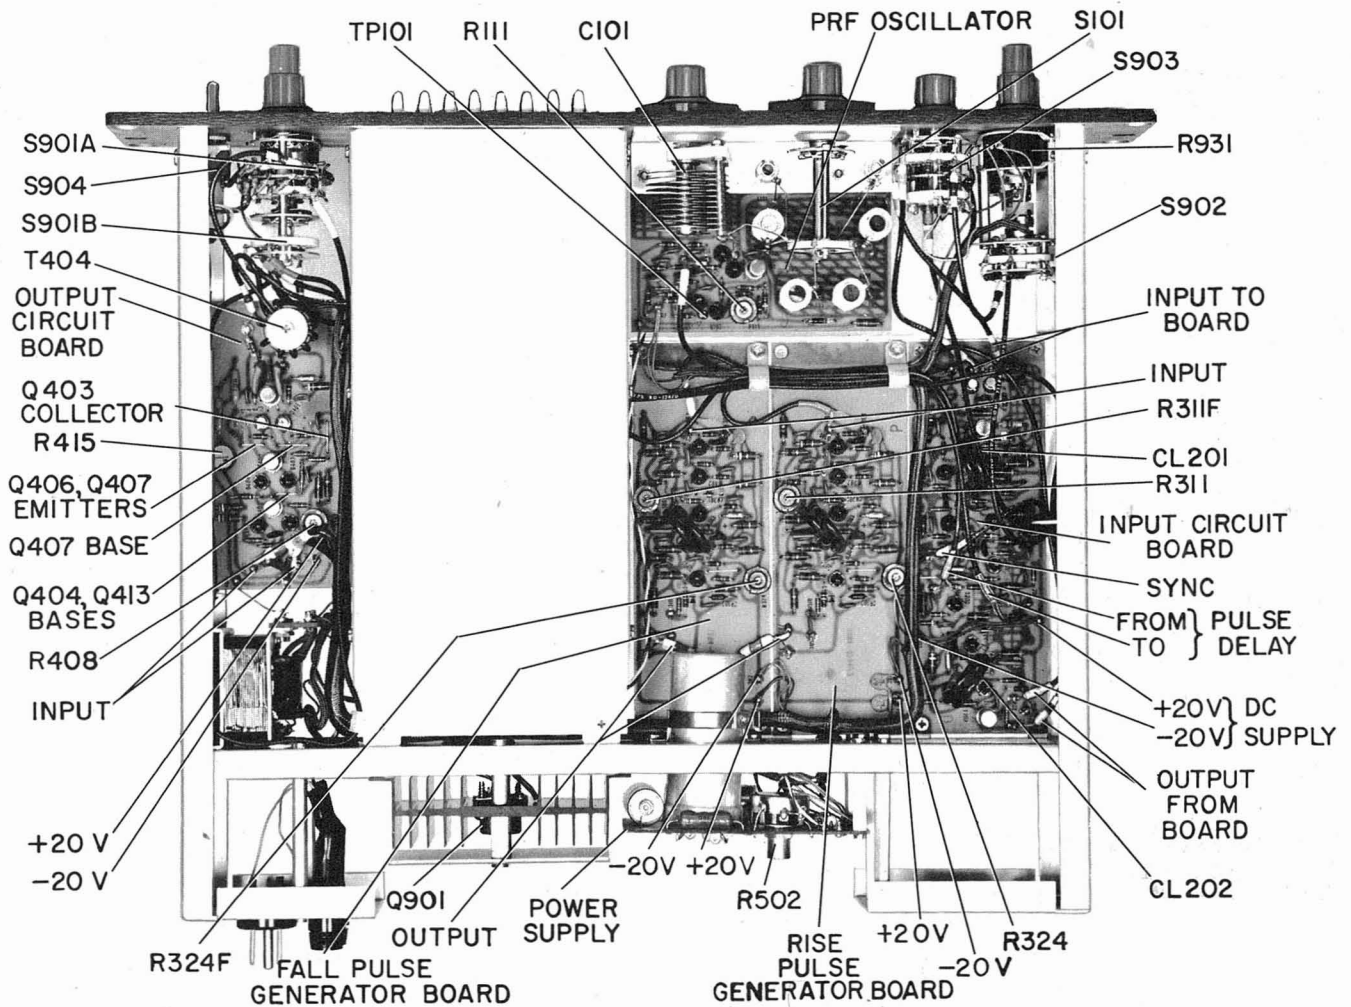 TP101
R111
C101
PRF OSCILLATOR
S101
S903
S901A
S904
S901B
T404
OUTPUT
CIRCUIT
BOARD
Q403
COLLECTOR
R415
Q406, Q407
EMITTERS
Q407 BASE
Q404, Q413
BASES
R408
INPUT
+20 V
-20 V
R931
S902
INPUT TO
BOARD
INPUT
R311F
CL201
R311
INPUT CIRCUIT
BOARD
SYNC
FROM } PULSE
TO } DELAY
+20V } DC
-20V } SUPPLY
OUTPUT
FROM
BOARD
CL202
R324F
FALL PULSE
GENERATOR BOARD
Q901
OUTPUT
POWER
SUPPLY
-20V
+20V
R502
RISE
PULSE
GENERATOR BOARD
+20V
-20V
R324